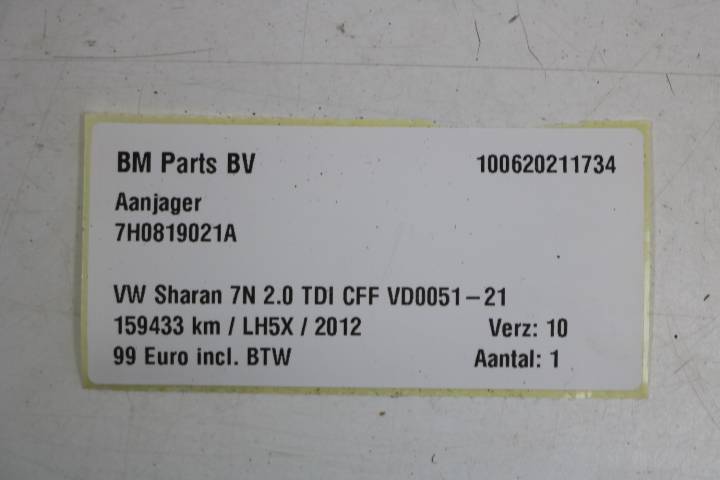 BM Parts BV 100620211734
Aanjager
7H0819021A
VW Sharan 7N 2.0 TDI CFF VD0051-21
159433 km / LH5X / 2012 Verz: 10
99 Euro incl. BTW Aantal: 1